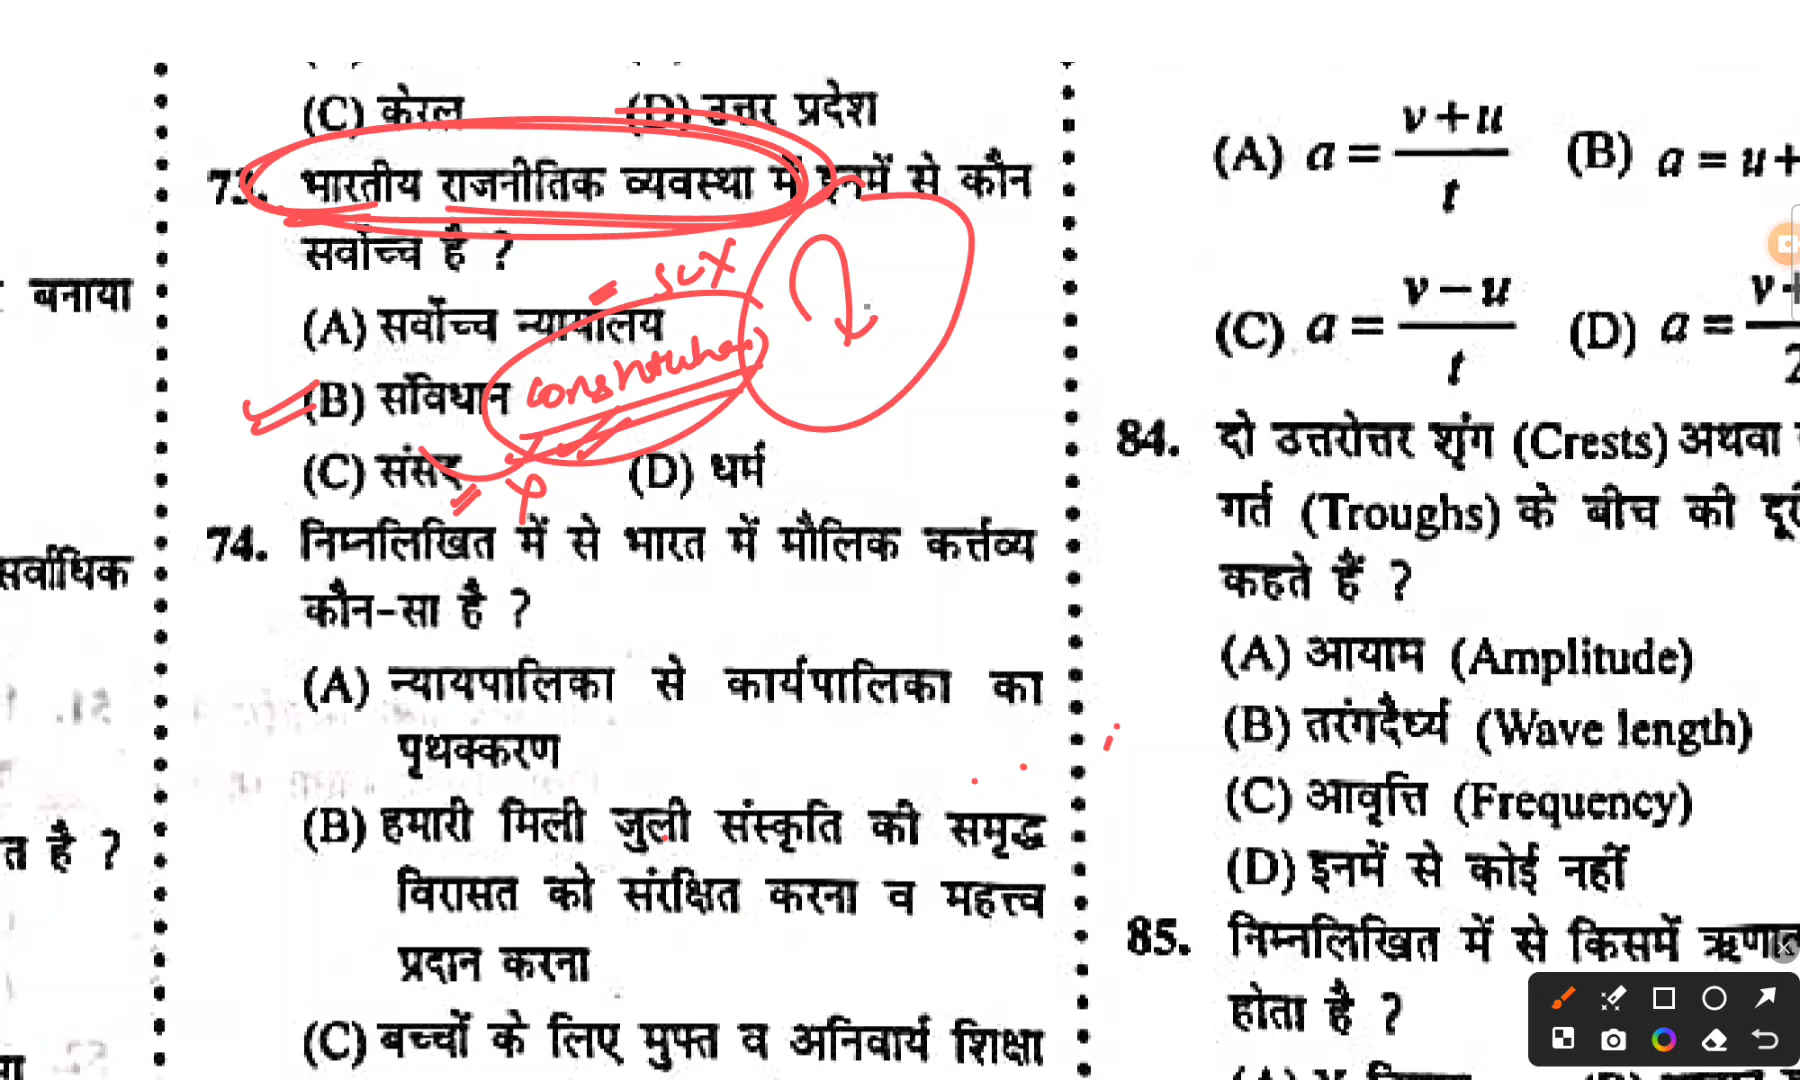 बनाया
सर्वाधिक
त है ?
(C) केरल (D) उत्तर प्रदेश
73. भारतीय राजनीतिक व्यवस्था में इनमें से कौन
सर्वोच्च है ?
(A) सर्वोच्च न्यायालय
(B) संविधान
(C) संसद (D) धर्म
74. निम्नलिखित में से भारत में मौलिक कर्त्तव्य
कौन-सा है ?
(A) न्यायपालिका से कार्यपालिका का
पृथक्करण
(B) हमारी मिली जुली संस्कृति की समृद्ध
विरासत को संरक्षित करना व महत्त्व
प्रदान करना
(C) बच्चों के लिए मुफ्त व अनिवार्य शिक्षा
(A) a = v+u / t (B) a = u+
(C) a = v−u / t (D) a =
84. दो उत्तरोत्तर शृंग (Crests) अथवा
गर्त (Troughs) के बीच की
कहते हैं ?
(A) आयाम (Amplitude)
(B) तरंगदैर्ध्य (Wave length)
(C) आवृत्ति (Frequency)
(D) इनमें से कोई नहीं
85. निम्नलिखित में से किसमें
होता है ?